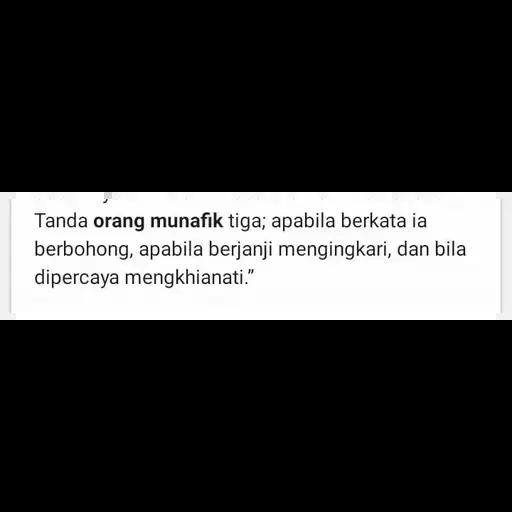 Tanda orang munafik tiga; apabila berkata ia
berbohong, apabila berjanji mengingkari, dan bila
dipercaya mengkhianati.”